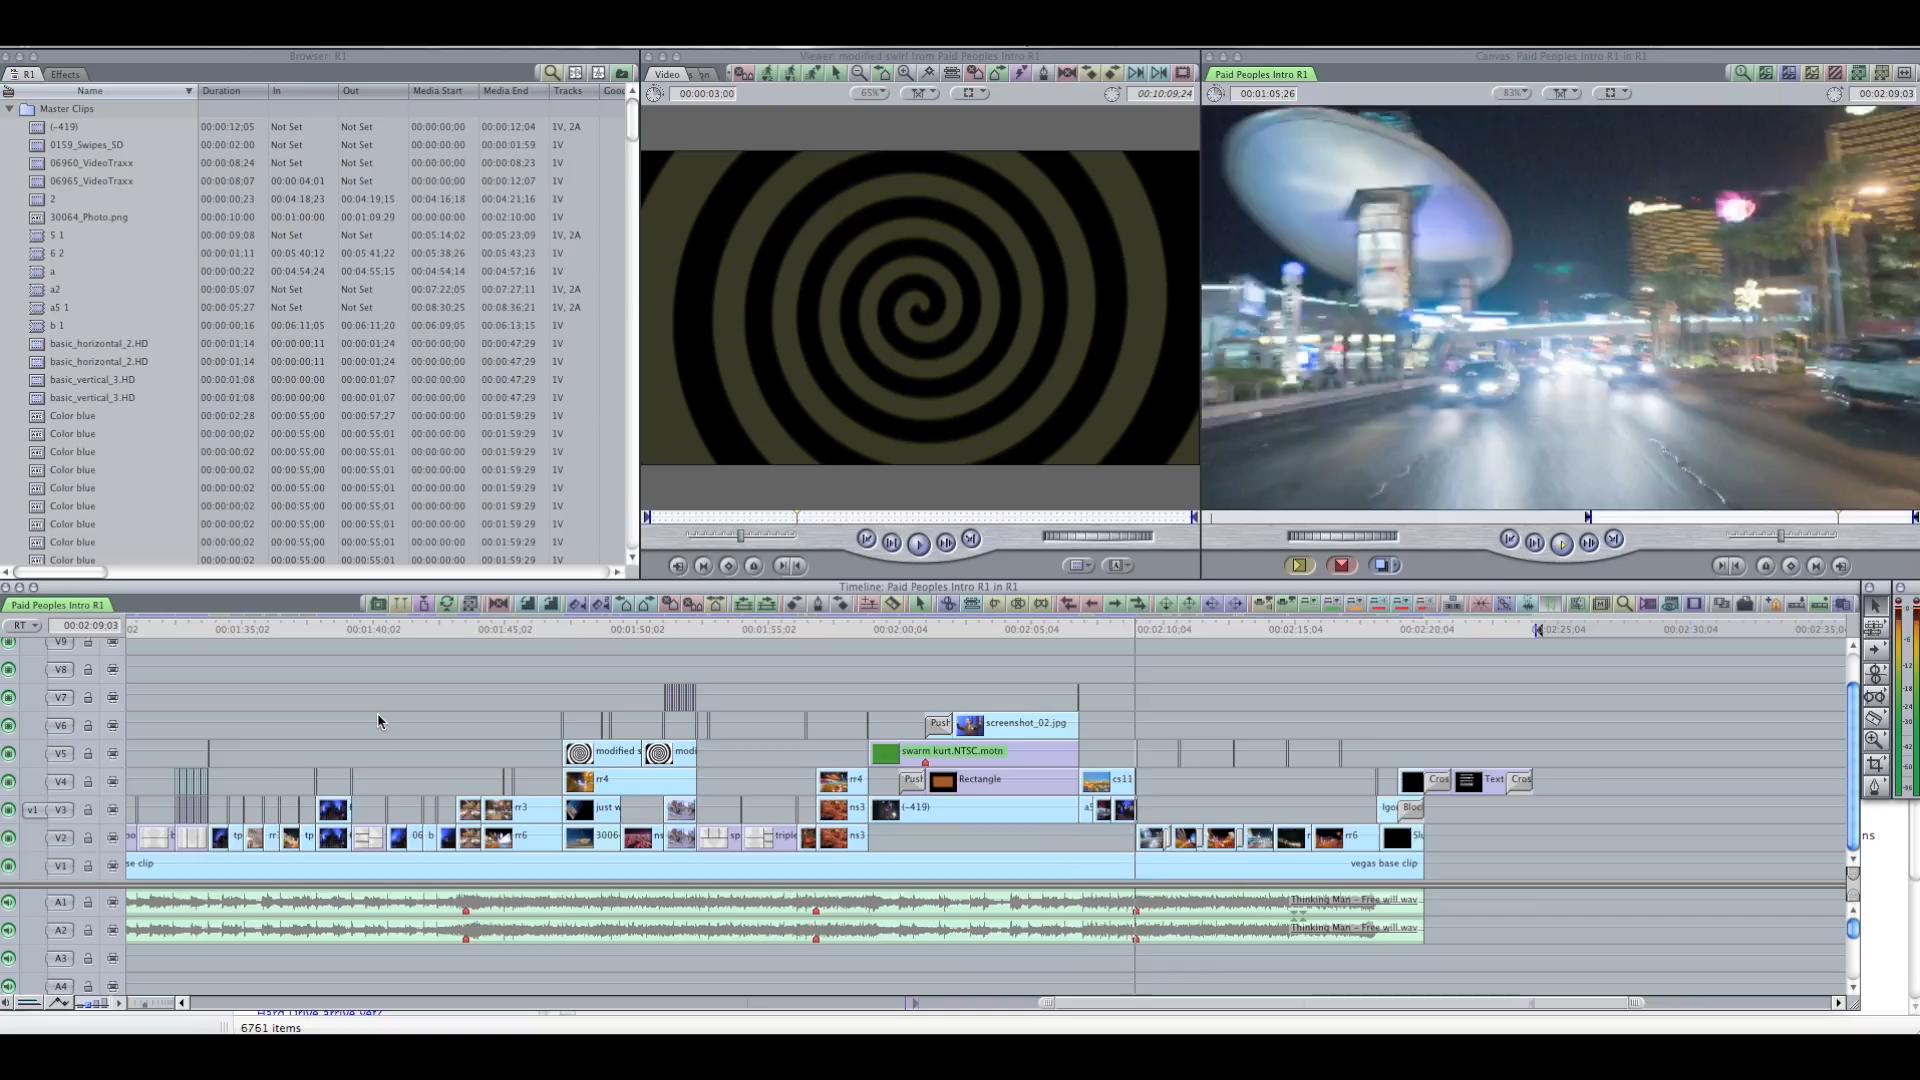 Browser: R1
Viewer: modified swirl from Paid Peoples Intro R1
Canvas: Paid Peoples Intro R1 in R1
R1 Effects
Video
Paid Peoples Intro R1
Name Duration In Out Media Start Media End Tracks Good
00:00:03;00 65% 00:10:09;24
00:01:05;26 83% 00:02:09;03
Master Clips
(-419) 00:00:12;05 Not Set Not Set 00:00:00;00 00:00:12;04 1V, 2A
0159_Swipes_SD 00:00:02:00 Not Set Not Set 00:00:00:00 00:00:01:59 1V
06960_VideoTraxx 00:00:08;24 Not Set Not Set 00:00:00;00 00:00:08;23 1V
06965_VideoTraxx 00:00:08;07 00:00:04;01 Not Set 00:00:00;00 00:00:12;07 1V
2 00:00:00;23 00:04:18;23 00:04:19;15 00:04:16;18 00:04:21;16 1V
30064_Photo.png 00:00:10:00 00:01:00:00 00:01:09:29 00:00:00:00 00:02:10:00 1V
5 1 00:00:09;08 Not Set Not Set 00:05:14;02 00:05:23;09 1V, 2A
6 2 00:00:01;11 00:05:40;12 00:05:41;22 00:05:38;26 00:05:43;23 1V
a 00:00:00;22 00:04:54;24 00:04:55;15 00:04:54;14 00:04:57;16 1V
a2 00:00:05;07 Not Set Not Set 00:07:22;05 00:07:27;11 1V, 2A
a5 1 00:00:05;27 Not Set Not Set 00:08:30;25 00:08:36;21 1V, 2A
b 1 00:00:00;16 00:06:11;05 00:06:11;20 00:06:09;05 00:06:13;15 1V
basic_horizontal_2.HD 00:00:01;14 00:00:00;11 00:00:01;24 00:00:00;00 00:00:47;29 1V
basic_horizontal_2.HD 00:00:01;14 00:00:00;11 00:00:01;24 00:00:00;00 00:00:47;29 1V
basic_vertical_3.HD 00:00:01;08 00:00:00;00 00:00:01;07 00:00:00;00 00:00:47;29 1V
basic_vertical_3.HD 00:00:01;08 00:00:00;00 00:00:01;07 00:00:00;00 00:00:47;29 1V
Color blue 00:00:02;28 00:00:55;00 00:00:57;27 00:00:00;00 00:01:59;29 1V
Color blue 00:00:00;02 00:00:55;00 00:00:55;01 00:00:00;00 00:01:59;29 1V
Color blue 00:00:00;02 00:00:55;00 00:00:55;01 00:00:00;00 00:01:59;29 1V
Color blue 00:00:00;02 00:00:55;00 00:00:55;01 00:00:00;00 00:01:59;29 1V
Color blue 00:00:00;02 00:00:55;00 00:00:55;01 00:00:00;00 00:01:59;29 1V
Color blue 00:00:00;02 00:00:55;00 00:00:55;01 00:00:00;00 00:01:59;29 1V
Color blue 00:00:00;02 00:00:55;00 00:00:55;01 00:00:00;00 00:01:59;29 1V
Color blue 00:00:00;02 00:00:55;00 00:00:55;01 00:00:00;00 00:01:59;29 1V
Color blue 00:00:00;02 00:00:55;00 00:00:55;01 00:00:00;00 00:01:59;29 1V
Timeline: Paid Peoples Intro R1 in R1
Paid Peoples Intro R1
RT 00:02:09;03 02 00:01:35;02 00:01:40;02 00:01:45;02 00:01:50;02 00:01:55;02 00:02:00;04 00:02:05;04 00:02:10;04 00:02:15;04 00:02:20;04 00:02:25;04 00:02:30;04 00:02:35;0
V9
V8
V7
V6 Push screenshot_02.jpg
V5 modified s modi swarm kurt.NTSC.motn
V4 rr4 rr4 Push Rectangle cs11 Cros Text Cros
v1 V3 rr3 just w ns3 (-419) Igo Bloc
V2 tp rr tp 06 b rr6 3006 ns sp triple ns3 rr6
V1 se clip vegas base clip
A1 Thinking Man - Free will.wav
A2 Thinking Man - Free will.wav
A3
A4
ns
Hard Drive arrive yet?
6761 items